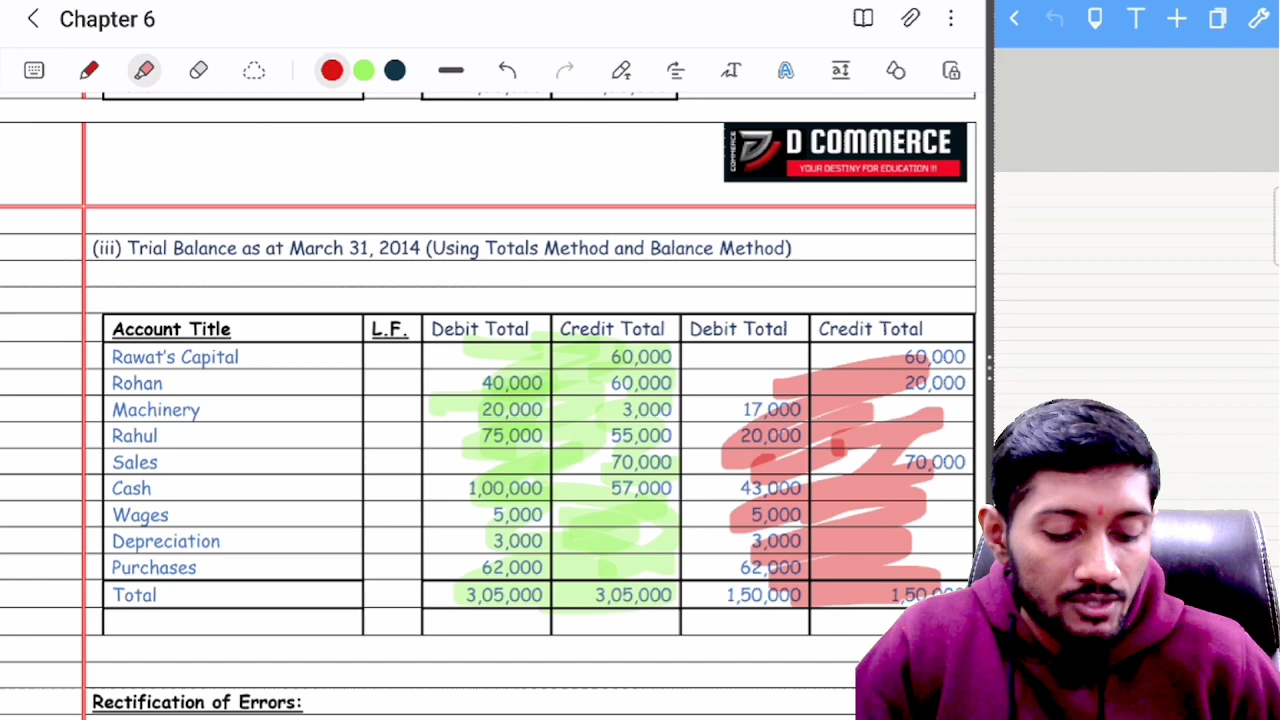 Chapter 6
COMMERCE D COMMERCE
YOUR DESTINY FOR EDUCATION !!!
(iii) Trial Balance as at March 31, 2014 (Using Totals Method and Balance Method)
Account Title L.F. Debit Total Credit Total Debit Total Credit Total
Rawat's Capital 60,000 60,000
Rohan 40,000 60,000 20,000
Machinery 20,000 3,000 17,000
Rahul 75,000 55,000 20,000
Sales 70,000 70,000
Cash 1,00,000 57,000 43,000
Wages 5,000 5,000
Depreciation 3,000 3,000
Purchases 62,000 62,000
Total 3,05,000 3,05,000 1,50,000
Rectification of Errors: